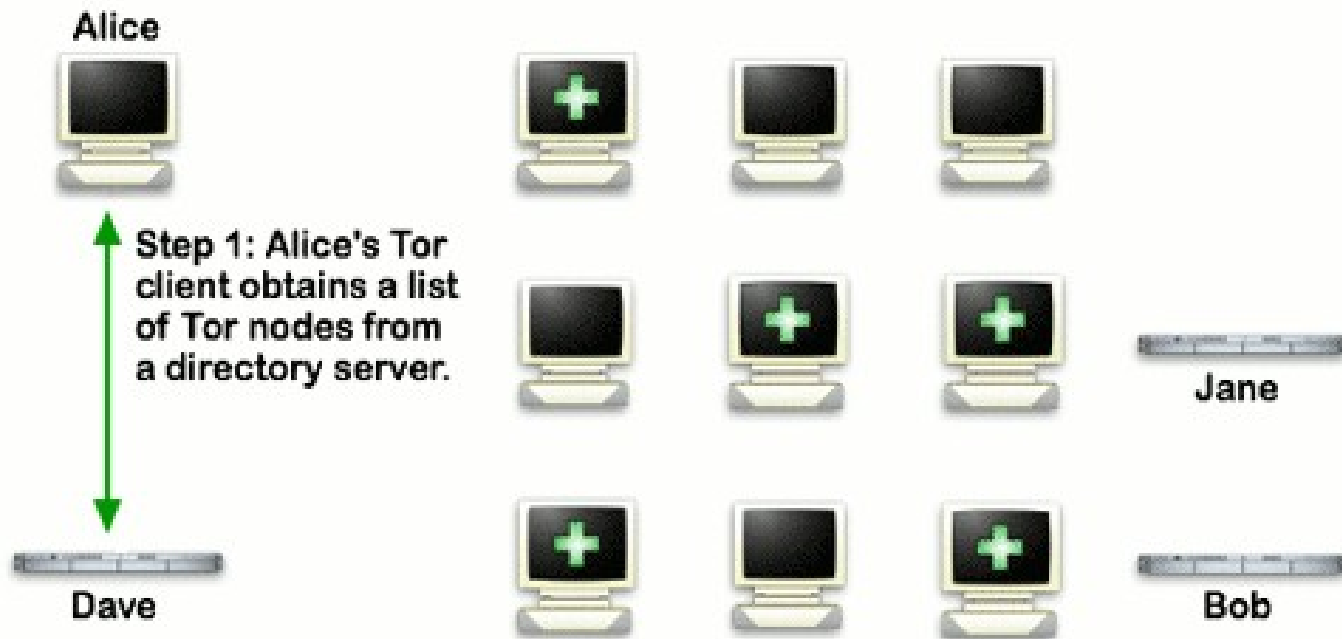 Alice
Step 1: Alice's Tor
client obtains a list
of Tor nodes from
a directory server.
Jane
Dave
Bob